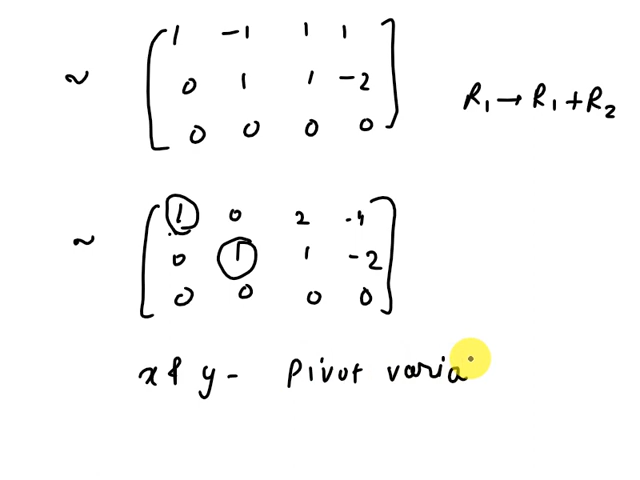 1 -1 1 1
~ 0 1 1 -2 R₁ → R₁ + R₂
0 0 0 0
1 0 2 -1
~ 0 1 1 -2
0 0 0 0
x & y - Pivot varia